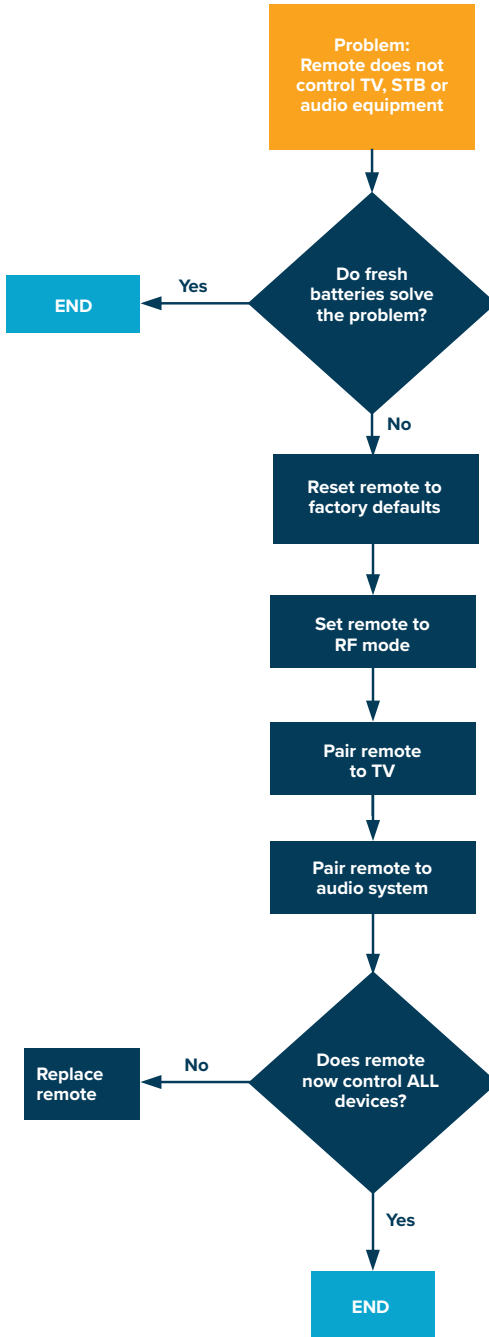 Problem:
Remote does not
control TV, STB or
audio equipment
Do fresh
batteries solve
the problem?
Yes
END
No
Reset remote to
factory defaults
Set remote to
RF mode
Pair remote
to TV
Pair remote to
audio system
Does remote
now control ALL
devices?
No
Replace
remote
Yes
END